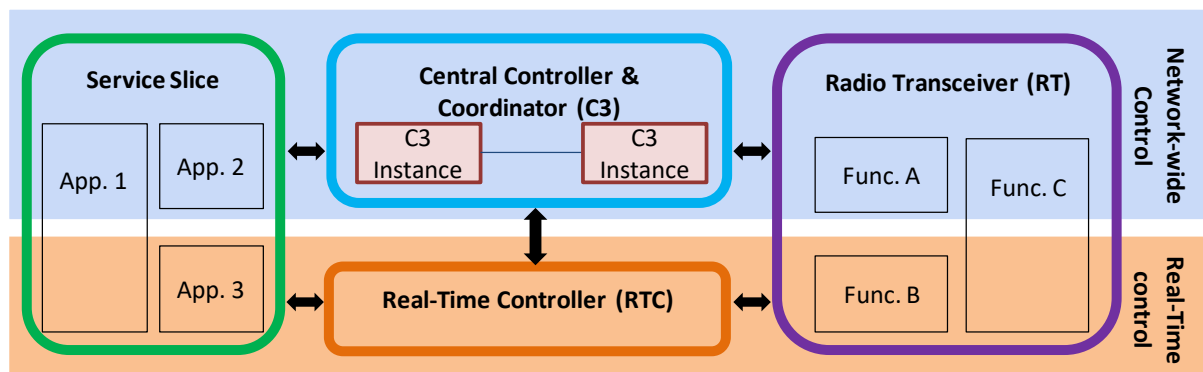 Service Slice
App. 1
App. 2
App. 3
Central Controller &
Coordinator (C3)
C3
Instance
C3
Instance
Real-Time Controller (RTC)
Radio Transceiver (RT)
Func. A
Func. B
Func. C
Network-wide
Control
Real-Time
control